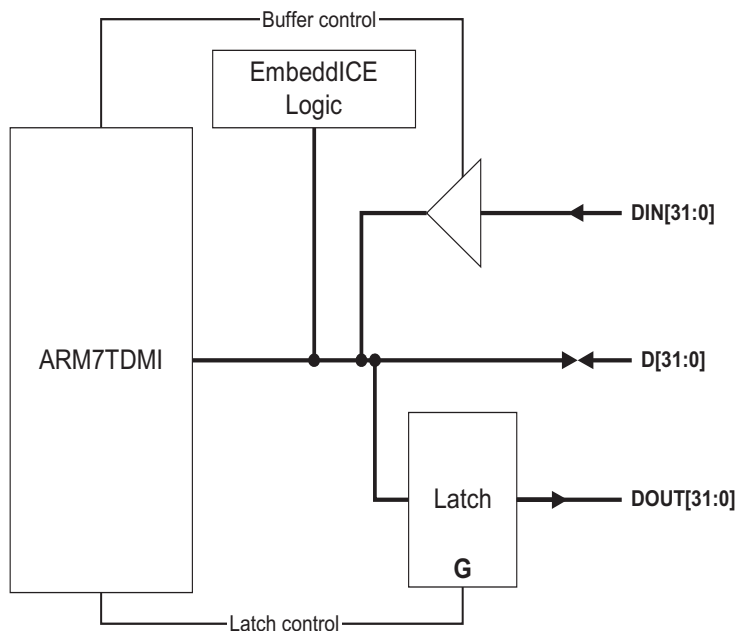 Buffer control
EmbeddICE
Logic
DIN[31:0]
ARM7TDMI
D[31:0]
Latch
DOUT[31:0]
G
Latch control